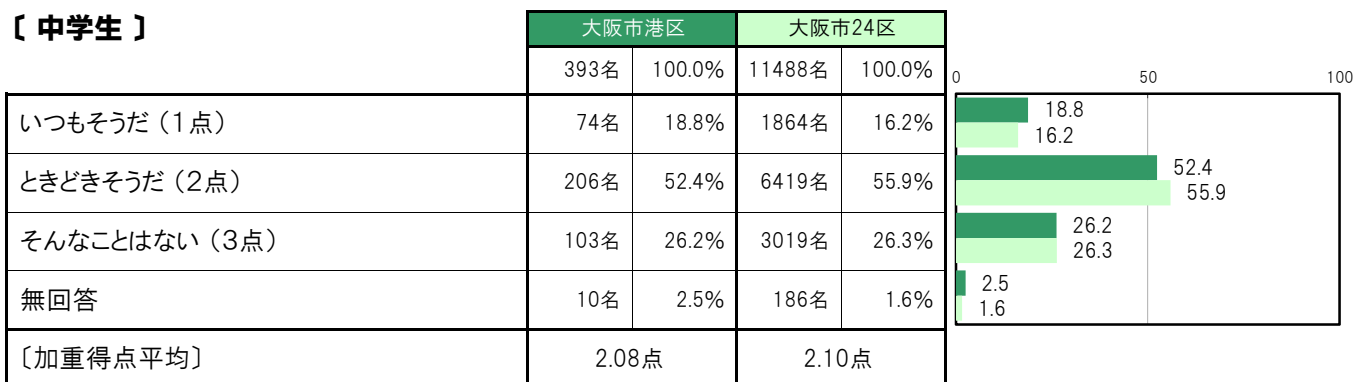 〔 中学生 〕
大阪市港区 大阪市24区
393名 100.0% 11488名 100.0%
0 50 100
いつもそうだ（１点） 74名 18.8% 1864名 16.2%
18.8
16.2
ときどきそうだ（２点） 206名 52.4% 6419名 55.9%
52.4
55.9
そんなことはない（３点） 103名 26.2% 3019名 26.3%
26.2
26.3
無回答 10名 2.5% 186名 1.6%
2.5
1.6
〔加重得点平均〕 2.08点 2.10点